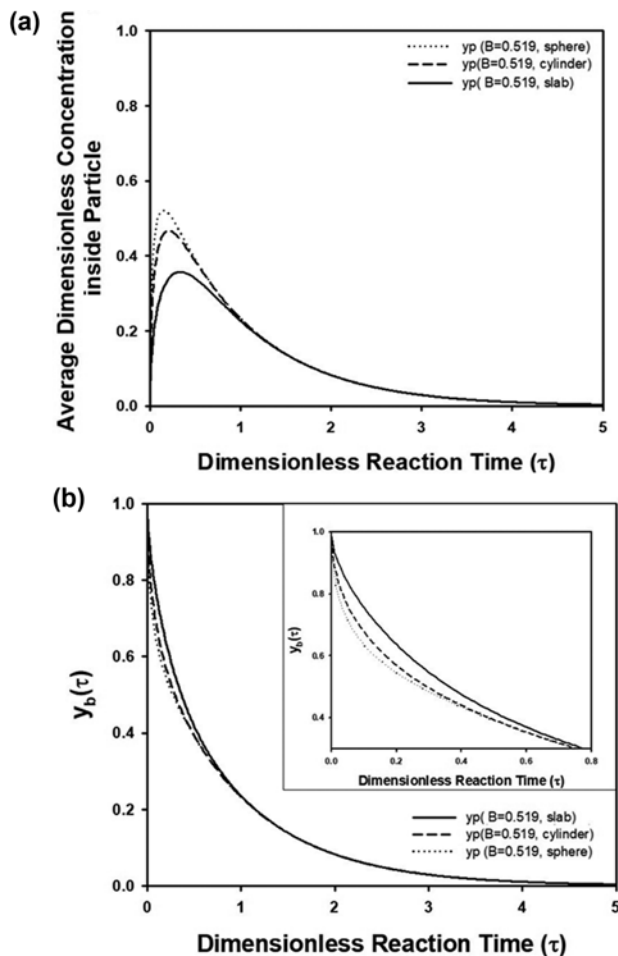 (a)
Average Dimensionless Concentration
inside Particle
1.0
0.8
0.6
0.4
0.2
0.0
yp (B=0.519, sphere)
yp(B=0.519, cylinder)
yp( B=0.519, slab)
0 1 2 3 4 5
Dimensionless Reaction Time (τ)
(b)
y_b(τ)
1.0
0.8
0.6
0.4
0.2
0.0
y_b(τ)
1.0
0.8
0.6
0.4
0.0 0.2 0.4 0.6 0.8
Dimensionless Reaction Time (τ)
yp( B=0.519, slab)
yp(B=0.519, cylinder)
yp (B=0.519, sphere)
0 1 2 3 4 5
Dimensionless Reaction Time (τ)